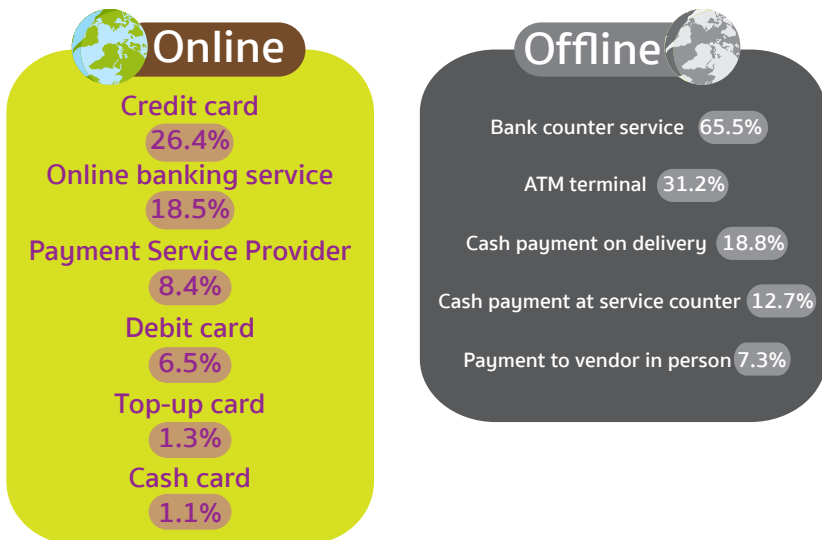 Online
Credit card
26.4%
Online banking service
18.5%
Payment Service Provider
8.4%
Debit card
6.5%
Top-up card
1.3%
Cash card
1.1%
Offline
Bank counter service 65.5%
ATM terminal 31.2%
Cash payment on delivery 18.8%
Cash payment at service counter 12.7%
Payment to vendor in person 7.3%